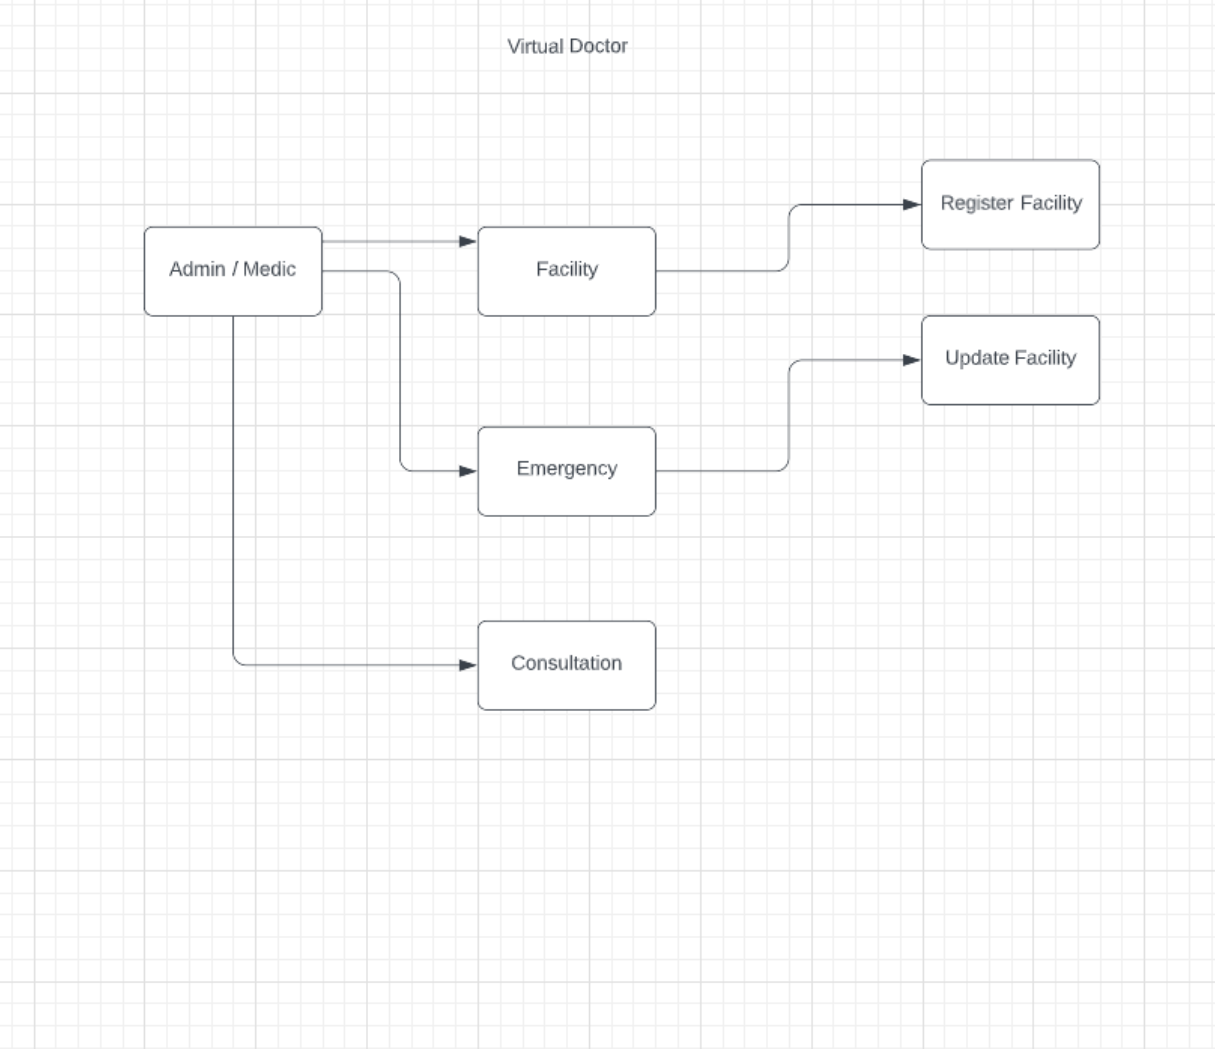 Virtual Doctor
Register Facility
Admin / Medic
Facility
Update Facility
Emergency
Consultation